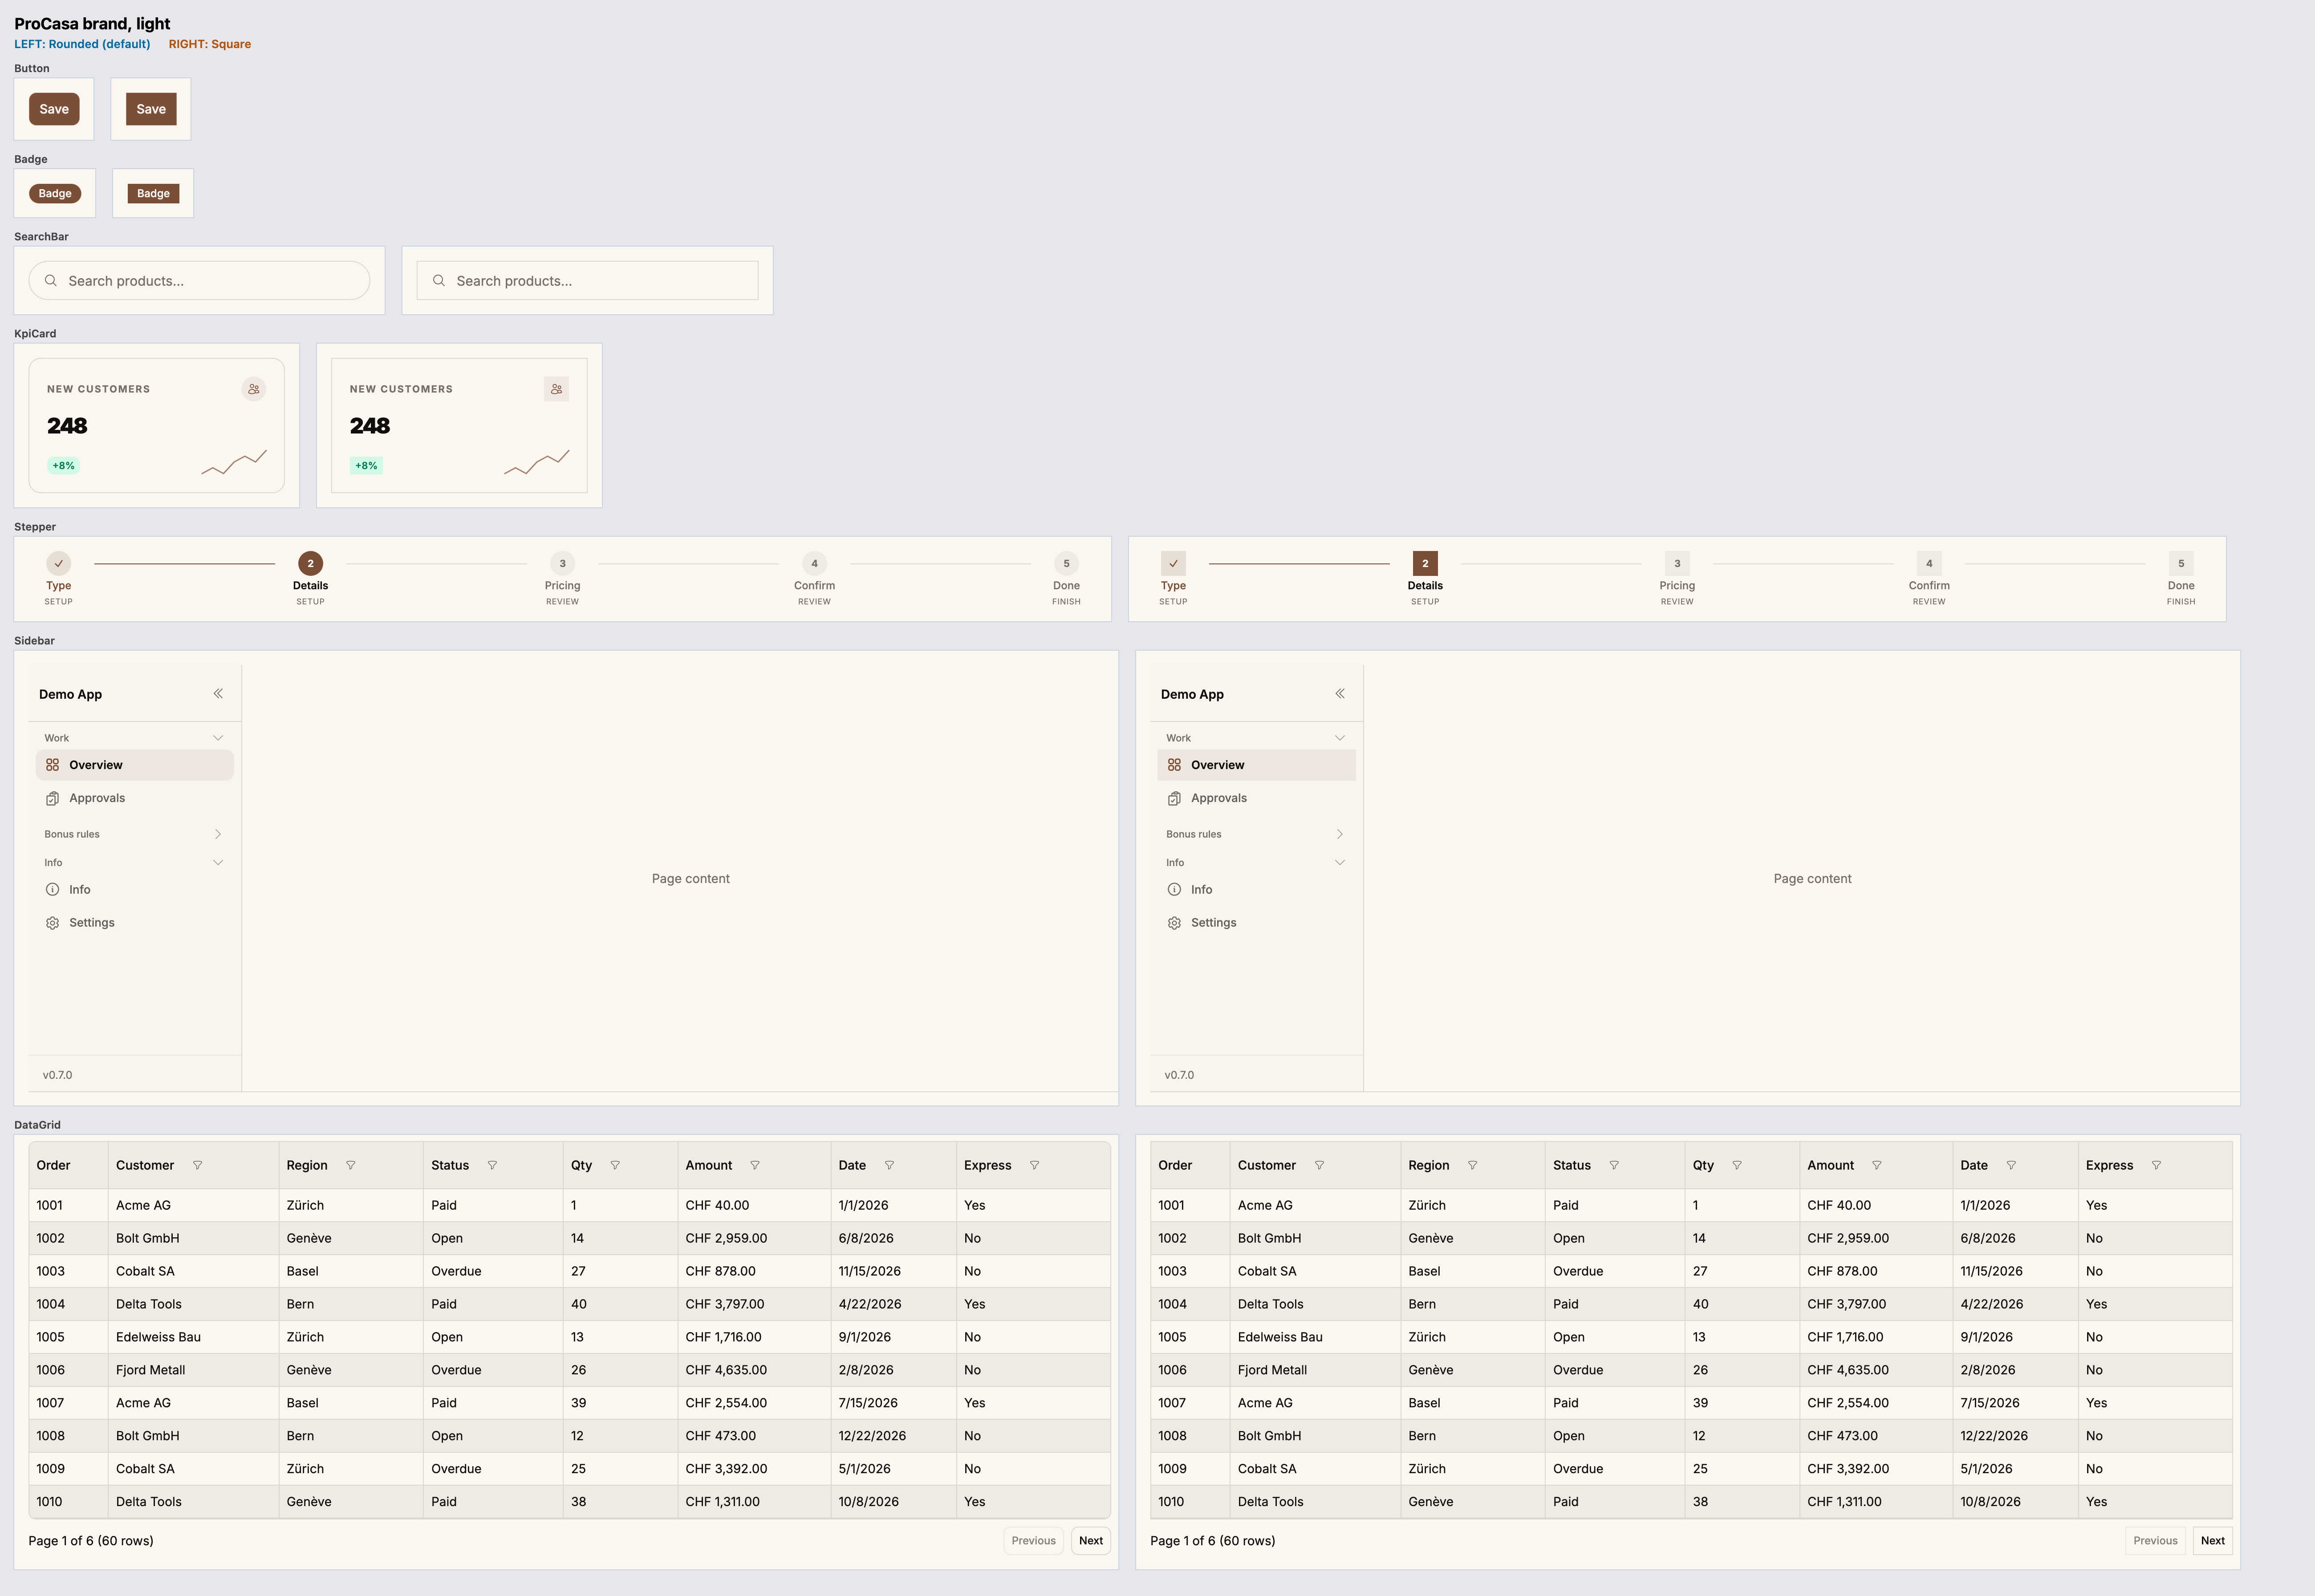 ProCasa brand, light
LEFT: Rounded (default) RIGHT: Square
Button
Save Save
Badge
Badge Badge
SearchBar
Search products... Search products...
KpiCard
NEW CUSTOMERS NEW CUSTOMERS
248 248
+8% +8%
Stepper
2 3 4 5 2 3 4 5
Type Details Pricing Confirm Done Type Details Pricing Confirm Done
SETUP SETUP REVIEW REVIEW FINISH SETUP SETUP REVIEW REVIEW FINISH
Sidebar
Demo App Demo App
Work Work
Overview Overview
Approvals Approvals
Bonus rules Bonus rules
Info Info
Page content Page content
Info Info
Settings Settings
v0.7.0 v0.7.0
DataGrid
Order Customer Region Status Qty Amount Date Express Order Customer Region Status Qty Amount Date Express
1001 Acme AG Zürich Paid 1 CHF 40.00 1/1/2026 Yes 1001 Acme AG Zürich Paid 1 CHF 40.00 1/1/2026 Yes
1002 Bolt GmbH Genève Open 14 CHF 2,959.00 6/8/2026 No 1002 Bolt GmbH Genève Open 14 CHF 2,959.00 6/8/2026 No
1003 Cobalt SA Basel Overdue 27 CHF 878.00 11/15/2026 No 1003 Cobalt SA Basel Overdue 27 CHF 878.00 11/15/2026 No
1004 Delta Tools Bern Paid 40 CHF 3,797.00 4/22/2026 Yes 1004 Delta Tools Bern Paid 40 CHF 3,797.00 4/22/2026 Yes
1005 Edelweiss Bau Zürich Open 13 CHF 1,716.00 9/1/2026 No 1005 Edelweiss Bau Zürich Open 13 CHF 1,716.00 9/1/2026 No
1006 Fjord Metall Genève Overdue 26 CHF 4,635.00 2/8/2026 No 1006 Fjord Metall Genève Overdue 26 CHF 4,635.00 2/8/2026 No
1007 Acme AG Basel Paid 39 CHF 2,554.00 7/15/2026 Yes 1007 Acme AG Basel Paid 39 CHF 2,554.00 7/15/2026 Yes
1008 Bolt GmbH Bern Open 12 CHF 473.00 12/22/2026 No 1008 Bolt GmbH Bern Open 12 CHF 473.00 12/22/2026 No
1009 Cobalt SA Zürich Overdue 25 CHF 3,392.00 5/1/2026 No 1009 Cobalt SA Zürich Overdue 25 CHF 3,392.00 5/1/2026 No
1010 Delta Tools Genève Paid 38 CHF 1,311.00 10/8/2026 Yes 1010 Delta Tools Genève Paid 38 CHF 1,311.00 10/8/2026 Yes
Page 1 of 6 (60 rows) Previous Next Page 1 of 6 (60 rows) Previous Next